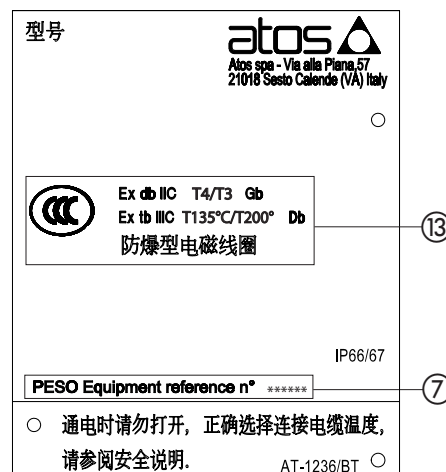 型号
atos
Atos spa - Via alla Piana,57
21018 Sesto Calende (VA) Italy
CCC
Ex db IIC T4/T3 Gb
Ex tb IIIC T135°C/T200° Db
防爆型电磁线圈
⑬
IP66/67
PESO Equipment reference n° ******
⑦
通电时请勿打开, 正确选择连接电缆温度,
请参阅安全说明.
AT-1236/BT